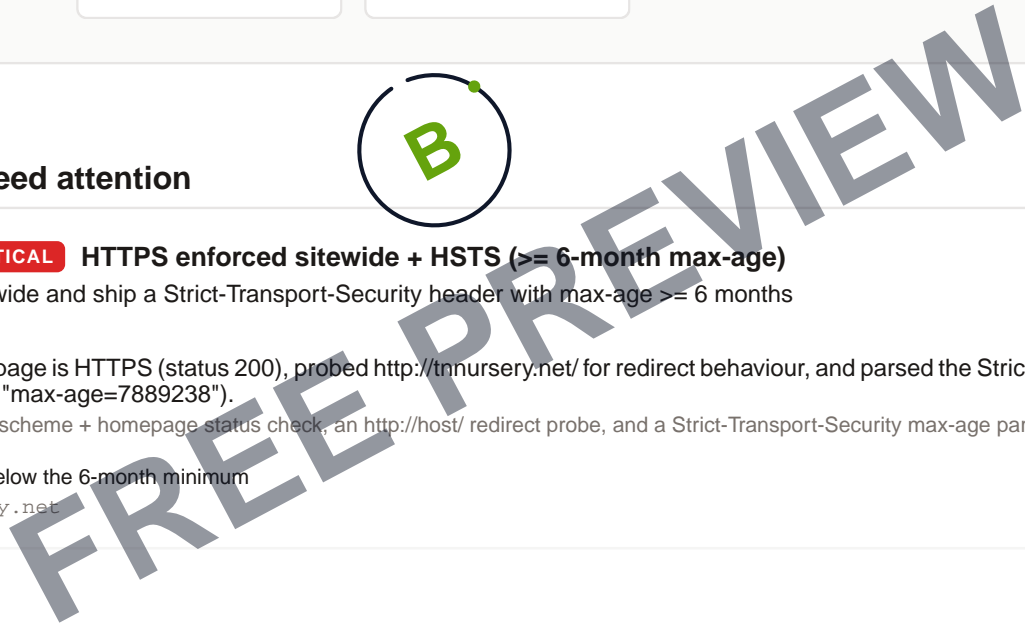 B
eed attention
TICAL HTTPS enforced sitewide + HSTS (>= 6-month max-age)
wide and ship a Strict-Transport-Security header with max-age >= 6 months
page is HTTPS (status 200), probed http://tnnursery.net/ for redirect behaviour, and parsed the Stric
"max-age=7889238").
scheme + homepage status check, an http://host/ redirect probe, and a Strict-Transport-Security max-age par
elow the 6-month minimum
y.net
FREE PREVIEW